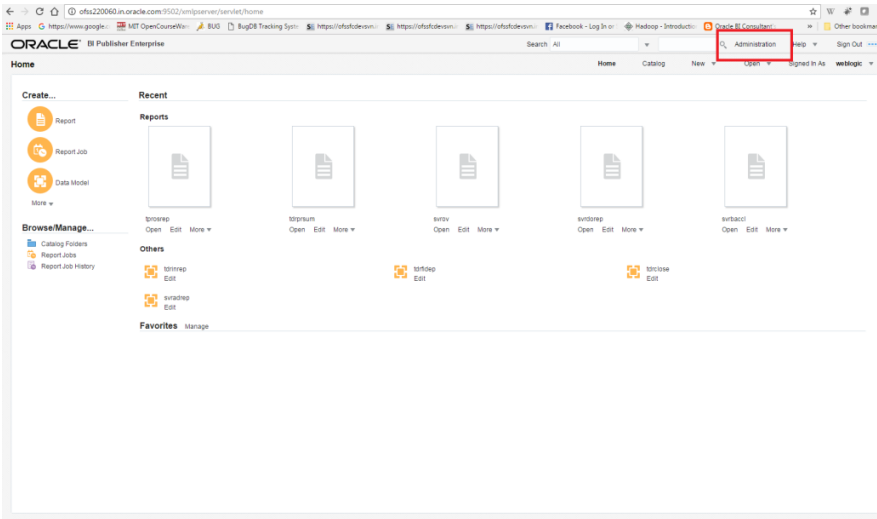 ofss220060.in.oracle.com:9502/xmlpserver/servlet/home
Apps https://www.google.c MIT OpenCourseWar BUG BugDB Tracking Syste https://ofssfcdevsvn. https://ofssfcdevsvn. https://ofssfcdevsvn. Facebook - Log In or Hadoop - Introductio Oracle BI Consultant » Other bookmar
ORACLE BI Publisher Enterprise Search All Administration Help Sign Out
Home Home Catalog New Open Signed In As weblogic
Create...
Report
Report Job
Data Model
More
Browse/Manage...
Catalog Folders
Report Jobs
Report Job History
Recent
Reports
tprosrep tdrprsum svrov svrdorep svrbaccl
Open Edit More Open Edit More Open Edit More Open Edit More Open Edit More
Others
tdrinrep tdrfidep tdrclose
Edit Edit Edit
svradrep
Edit
Favorites Manage